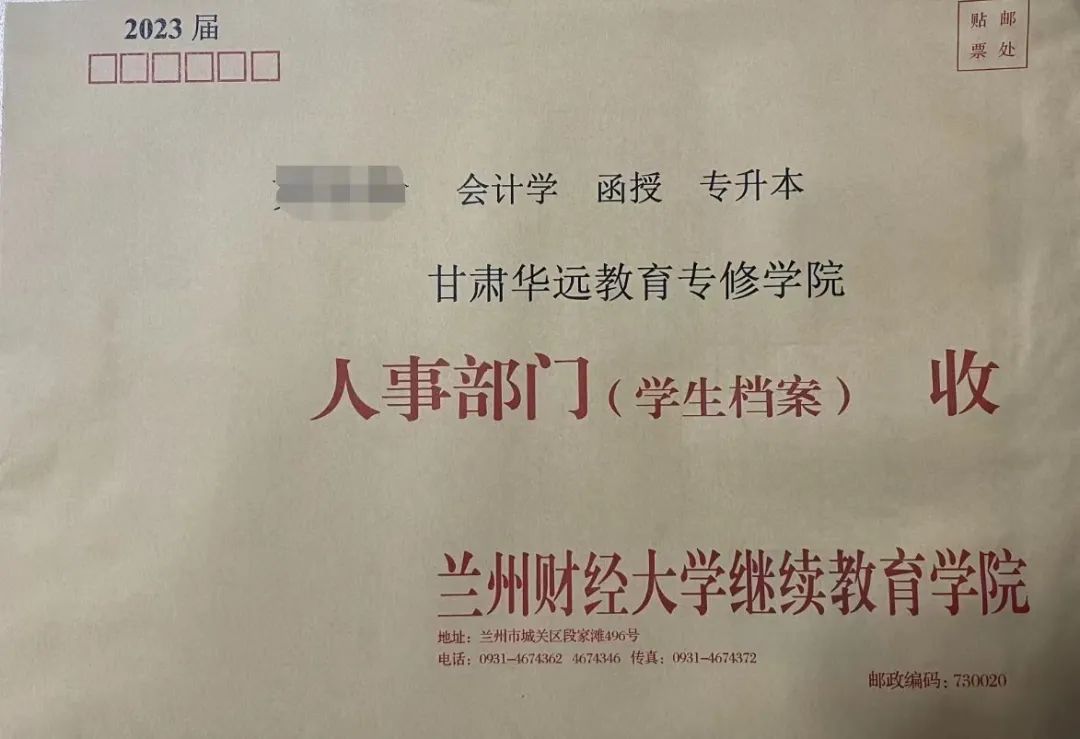 2023 届
贴 邮
票 处
会计学 函授 专升本
甘肃华远教育专修学院
人事部门（学生档案） 收
兰州财经大学继续教育学院
地址：兰州市城关区段家滩496号
电话：0931-4674362 4674346 传真：0931-4674372
邮政编码：730020